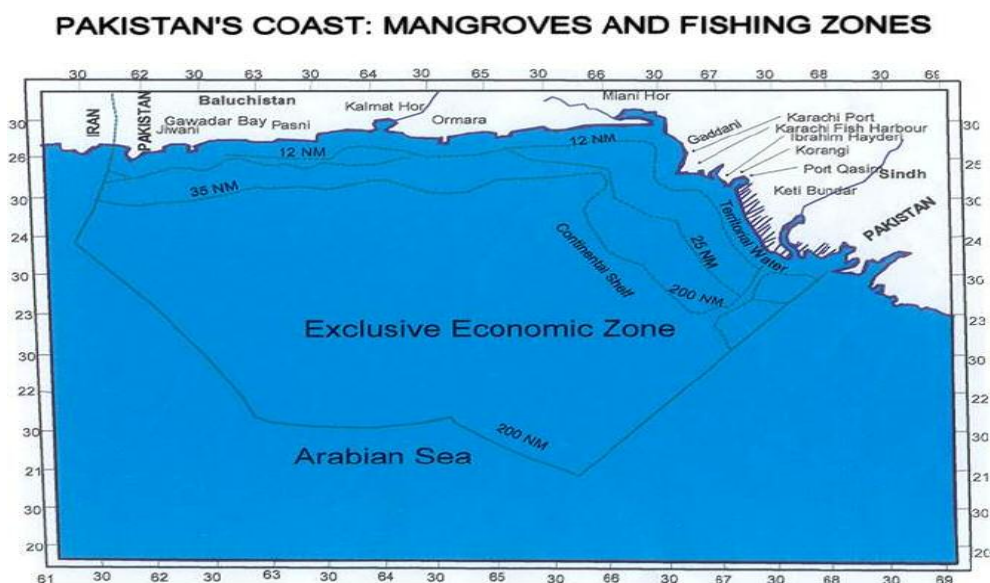 PAKISTAN'S COAST: MANGROVES AND FISHING ZONES
30 62 30 63 30 64 30 65 30 66 30 67 30 68 30 69
Baluchistan
Kalmat Hor
Miani Hor
IRAN
PAKISTAN
Gawadar Bay
Jiwani
Pasni
Ormara
Gaddani
Karachi Port
Karachi Fish Harbour
Ibrahim Hayderi
Korangi
Port Qasim
Sindh
Keti Bundar
PAKISTAN
12 NM
12 NM
35 NM
Territorial Water
25 NM
Continental Shelf
200 NM
Exclusive Economic Zone
200 NM
Arabian Sea
30
26
30
24
30
23
30
22
30
21
30
20
30
25
30
24
30
23
30
22
30
21
30
20
61 30 62 30 63 30 64 30 65 30 66 30 67 30 68 30 69